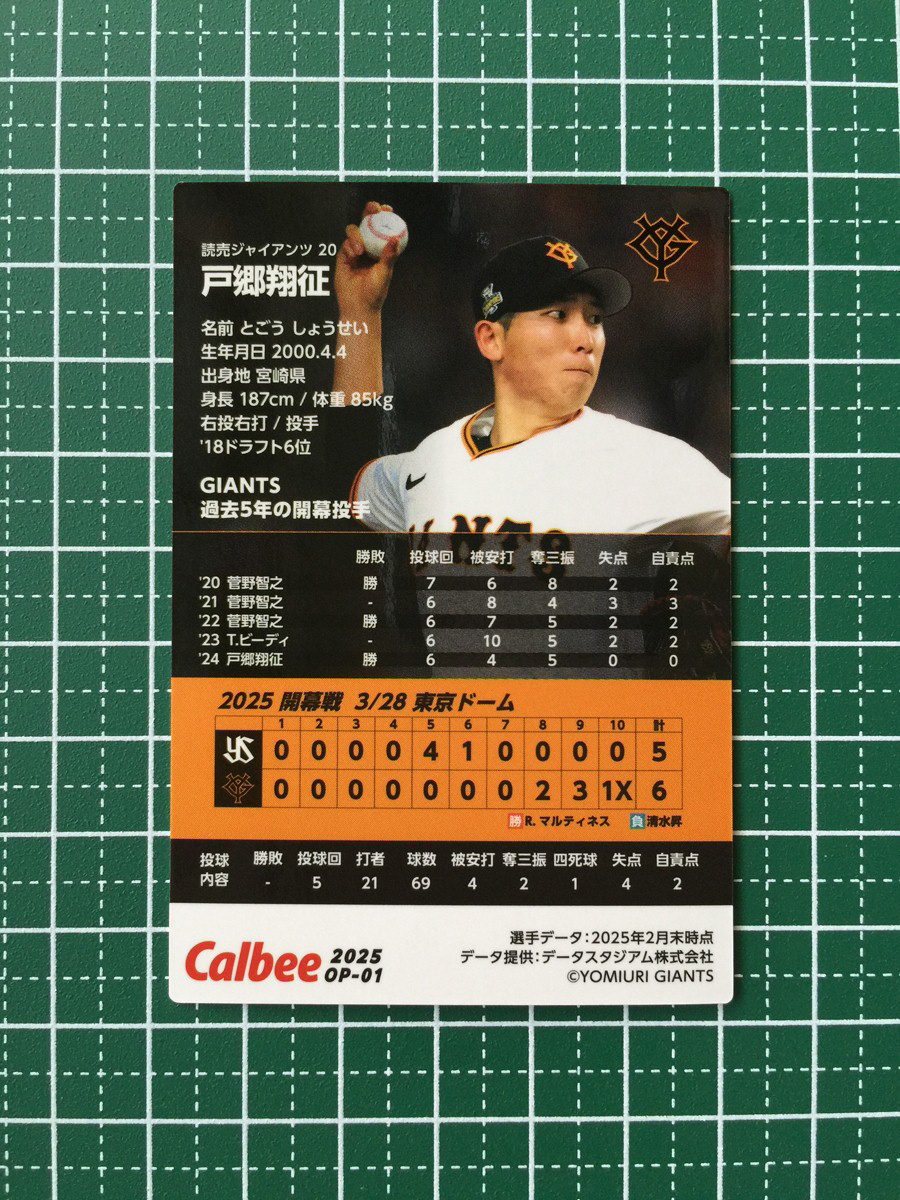 読売ジャイアンツ 20
戸郷翔征
名前 とごう しょうせい
生年月日 2000.4.4
出身地 宮崎県
身長 187cm / 体重 85kg
右投右打 / 投手
'18ドラフト6位
GIANTS
過去5年の開幕投手
勝敗 投球回 被安打 奪三振 失点 自責点
'20 菅野智之 勝 7 6 8 2 2
'21 菅野智之 - 6 8 4 3 3
'22 菅野智之 勝 6 7 5 2 2
'23 T.ビーディ - 6 10 5 2 2
'24 戸郷翔征 勝 6 4 5 0 0
2025 開幕戦 3/28 東京ドーム
1 2 3 4 5 6 7 8 9 10 計
YS 0 0 0 0 4 1 0 0 0 0 5
YG 0 0 0 0 0 0 0 2 3 1X 6
勝 R. マルティネス 負 清水昇
投球内容 勝敗 投球回 打者 球数 被安打 奪三振 四死球 失点 自責点
- 5 21 69 4 2 1 4 2
Calbee 2025
OP-01
選手データ:2025年2月末時点
データ提供:データスタジアム株式会社
©YOMIURI GIANTS